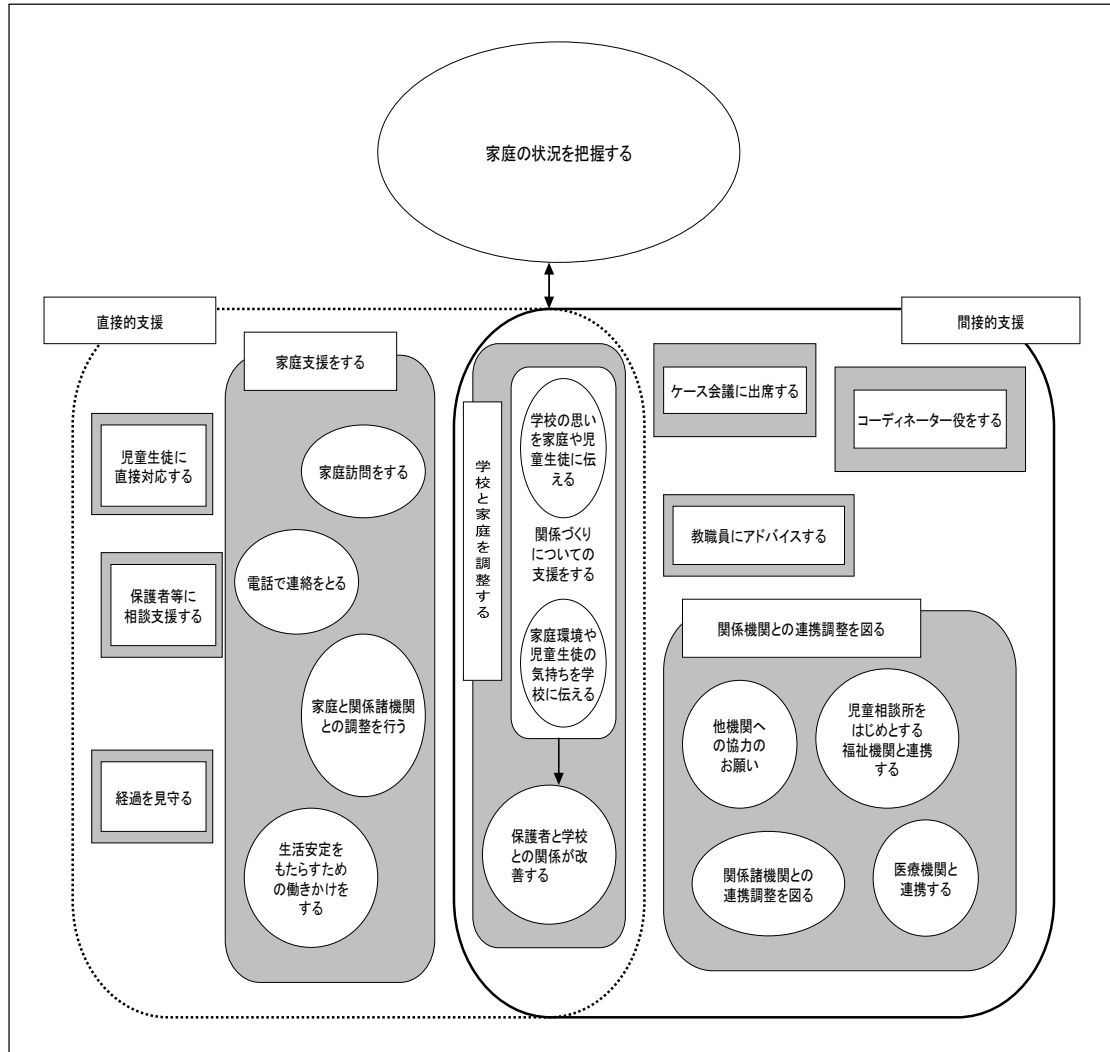 家庭の状況を把握する
直接的支援
間接的支援
家庭支援をする
児童生徒に
直接対応する
家庭訪問をする
電話で連絡をとる
保護者等に
相談支援する
家庭と関係諸機関
との調整を行う
経過を見守る
生活安定を
もたらすため
の働きかけを
する
学校と家庭を調整する
学校の思い
を家庭や児
童生徒に伝
える
関係づくり
についての
支援をする
家庭環境や
児童生徒の
気持ちを学
校に伝える
保護者と学校
との関係が改
善する
ケース会議に出席する
コーディネーター役をする
教職員にアドバイスする
関係機関との連携調整を図る
他機関へ
の協力の
お願い
児童相談所を
はじめとする
福祉機関と連携
する
関係諸機関との
連携調整を図る
医療機関と
連携する